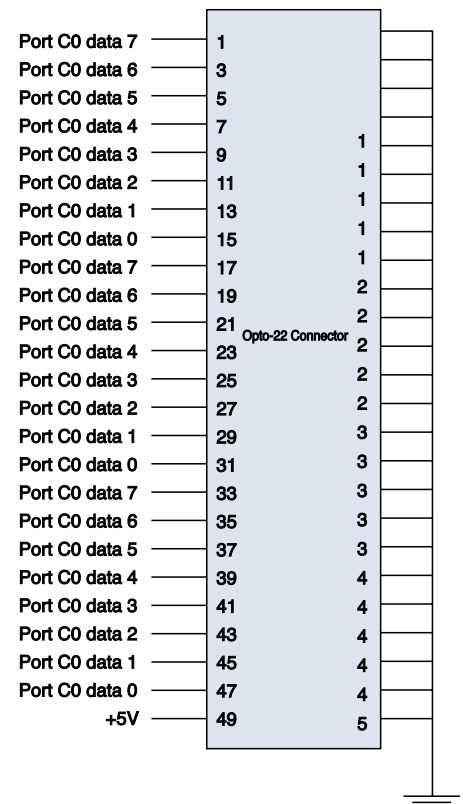 Port C0 data 7 1
Port C0 data 6 3
Port C0 data 5 5
Port C0 data 4 7
Port C0 data 3 9 1
Port C0 data 2 11 1
Port C0 data 1 13 1
Port C0 data 0 15 1
Port C0 data 7 17 1
Port C0 data 6 19 2
Port C0 data 5 21 2
Opto-22 Connector
Port C0 data 4 23 2
Port C0 data 3 25 2
Port C0 data 2 27 2
Port C0 data 1 29 3
Port C0 data 0 31 3
Port C0 data 7 33 3
Port C0 data 6 35 3
Port C0 data 5 37 3
Port C0 data 4 39 4
Port C0 data 3 41 4
Port C0 data 2 43 4
Port C0 data 1 45 4
Port C0 data 0 47 4
+5V 49 5